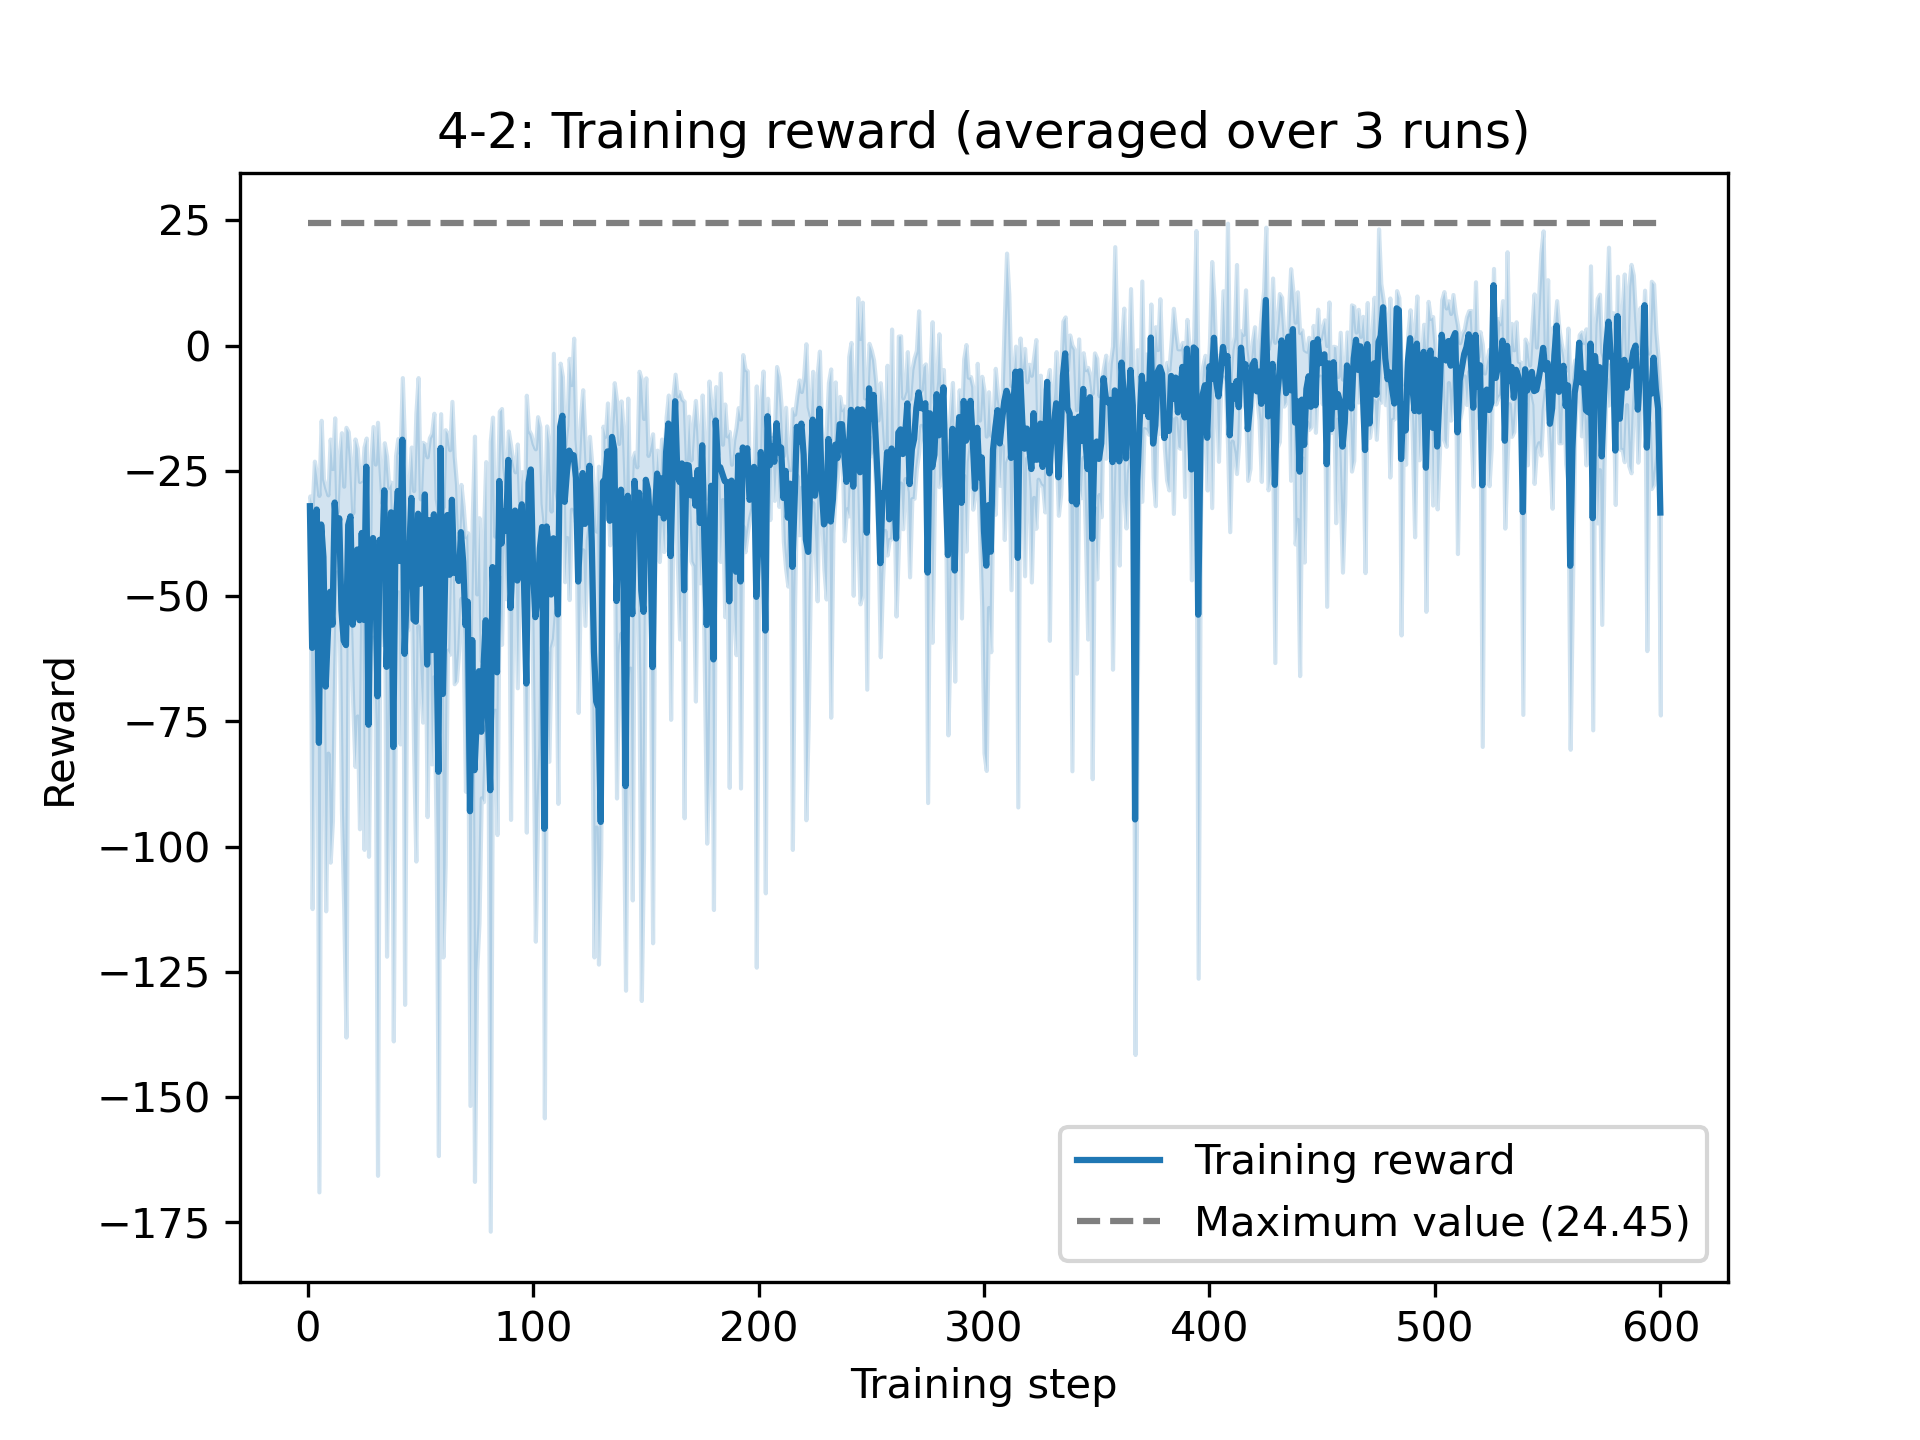 4-2: Training reward (averaged over 3 runs)
25
0
−25
−50
−75
−100
−125
−150
−175
Reward
Training reward
Maximum value (24.45)
0 100 200 300 400 500 600
Training step